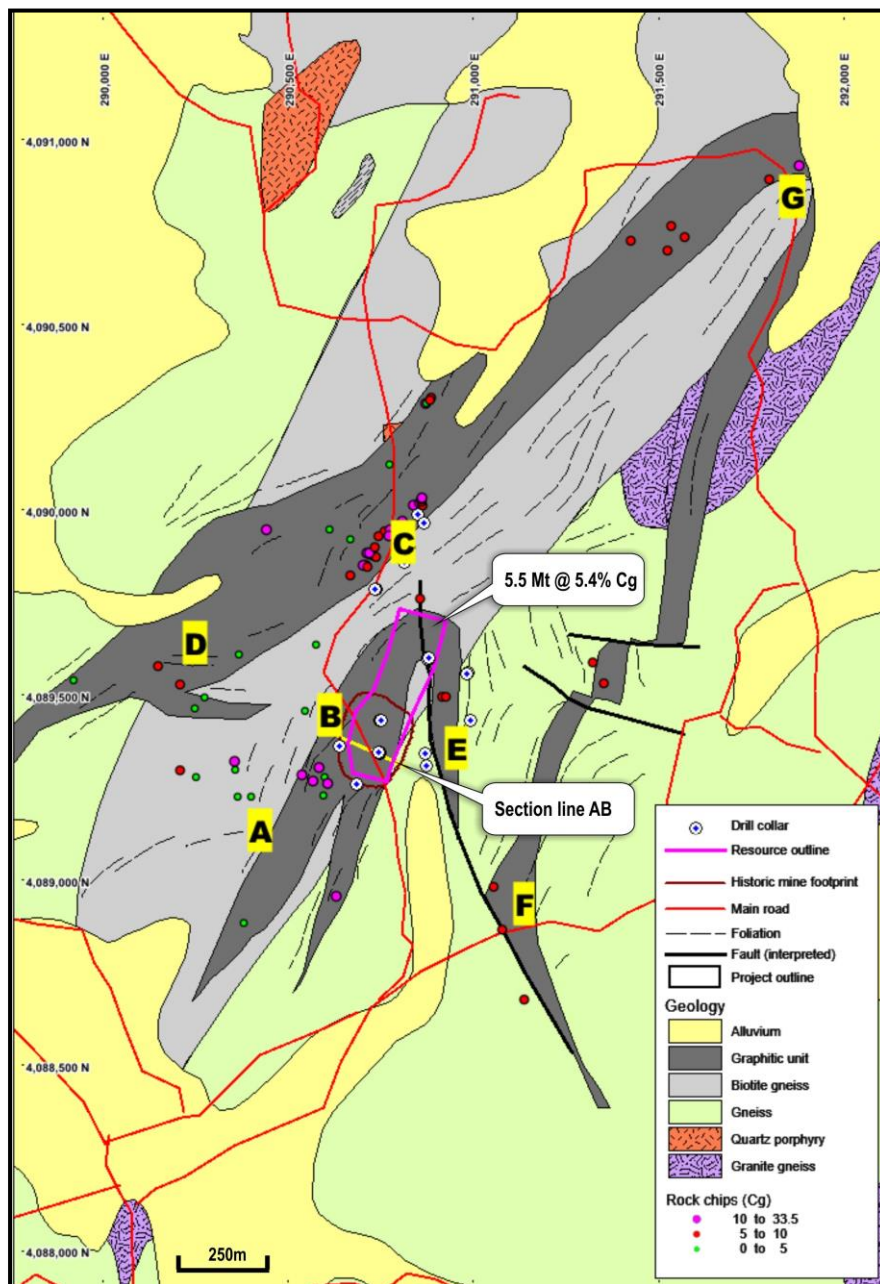 290,000 E
290,500 E
291,000 E
291,500 E
292,000 E
4,091,000 N
G
4,090,500 N
4,090,000 N
C
5.5 Mt @ 5.4% Cg
D
4,089,500 N
B
E
Section line AB
A
4,089,000 N
F
Drill collar
Resource outline
Historic mine footprint
Main road
Foliation
Fault (interpreted)
Project outline
Geology
Alluvium
Graphitic unit
Biotite gneiss
Gneiss
Quartz porphyry
Granite gneiss
Rock chips (Cg)
10 to 33.5
5 to 10
0 to 5
4,088,500 N
4,088,000 N
250m